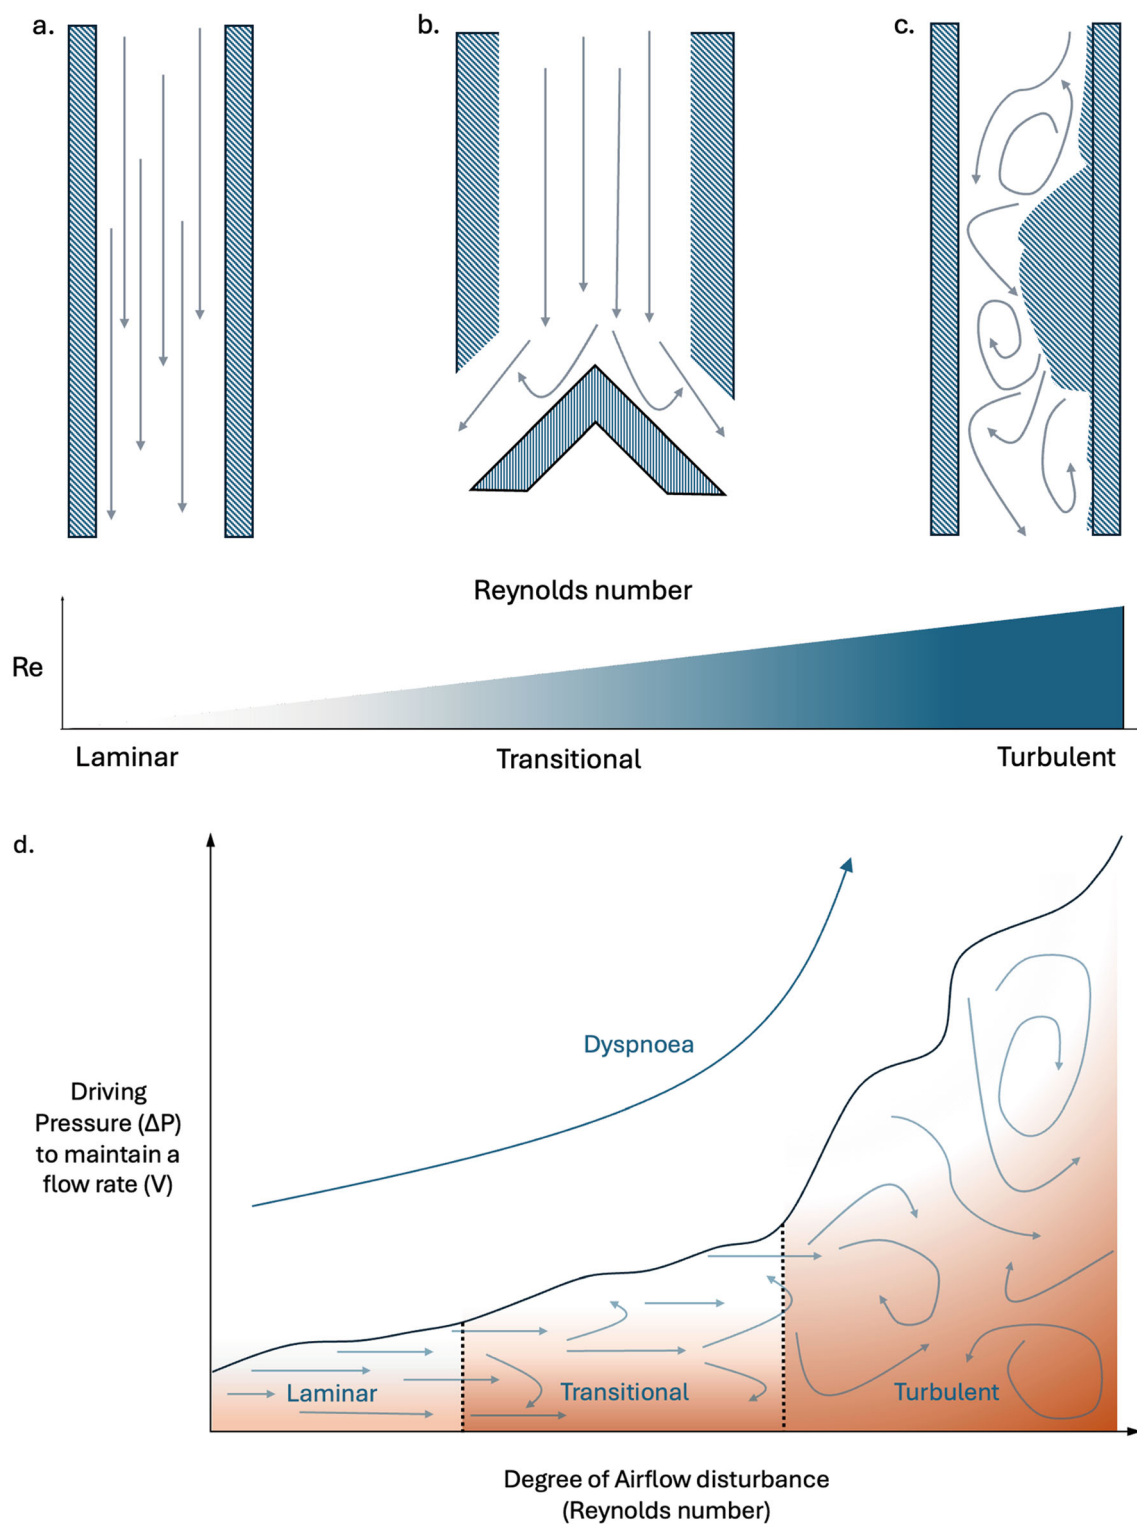 a.
b.
c.
Reynolds number
Re
Laminar
Transitional
Turbulent
d.
Dyspnoea
Driving
Pressure (ΔP)
to maintain a
flow rate (V)
Laminar
Transitional
Turbulent
Degree of Airflow disturbance
(Reynolds number)